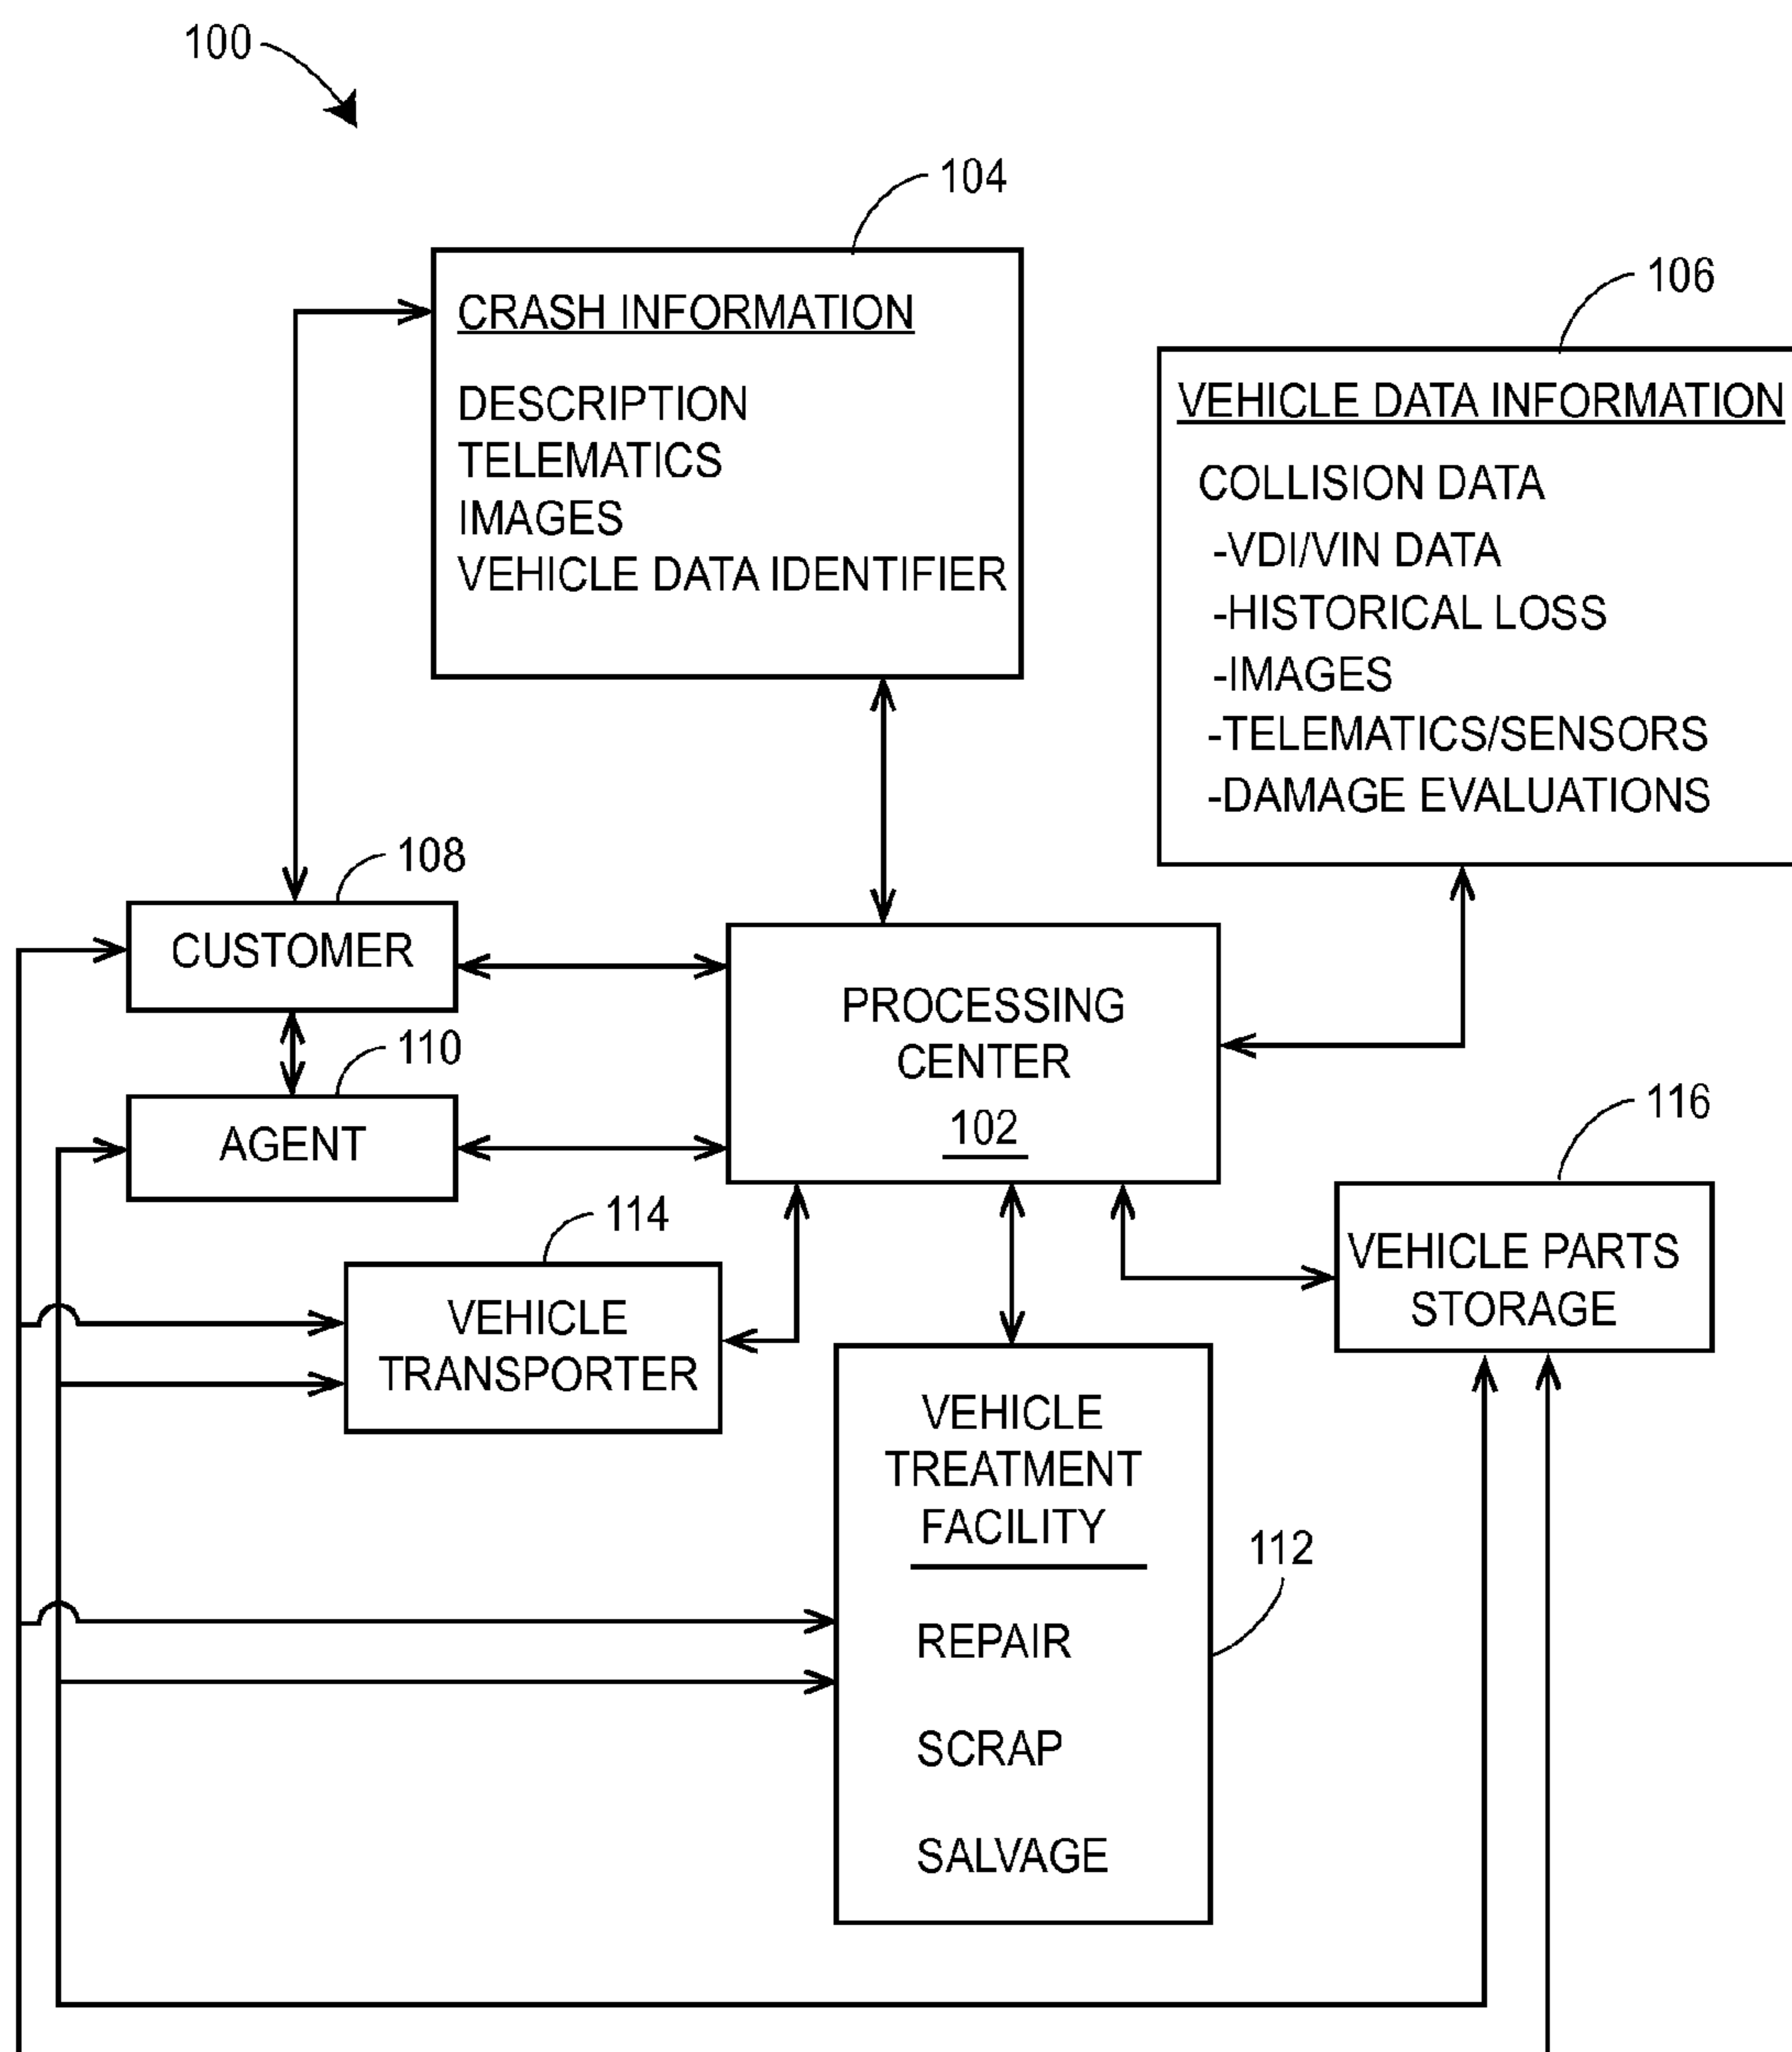 100
104
CRASH INFORMATION
DESCRIPTION
TELEMATICS
IMAGES
VEHICLE DATA IDENTIFIER
106
VEHICLE DATA INFORMATION
COLLISION DATA
-VDI/VIN DATA
-HISTORICAL LOSS
-IMAGES
-TELEMATICS/SENSORS
-DAMAGE EVALUATIONS
108
CUSTOMER
110
AGENT
PROCESSING
CENTER
102
114
VEHICLE
TRANSPORTER
116
VEHICLE PARTS
STORAGE
VEHICLE
TREATMENT
FACILITY
112
REPAIR
SCRAP
SALVAGE